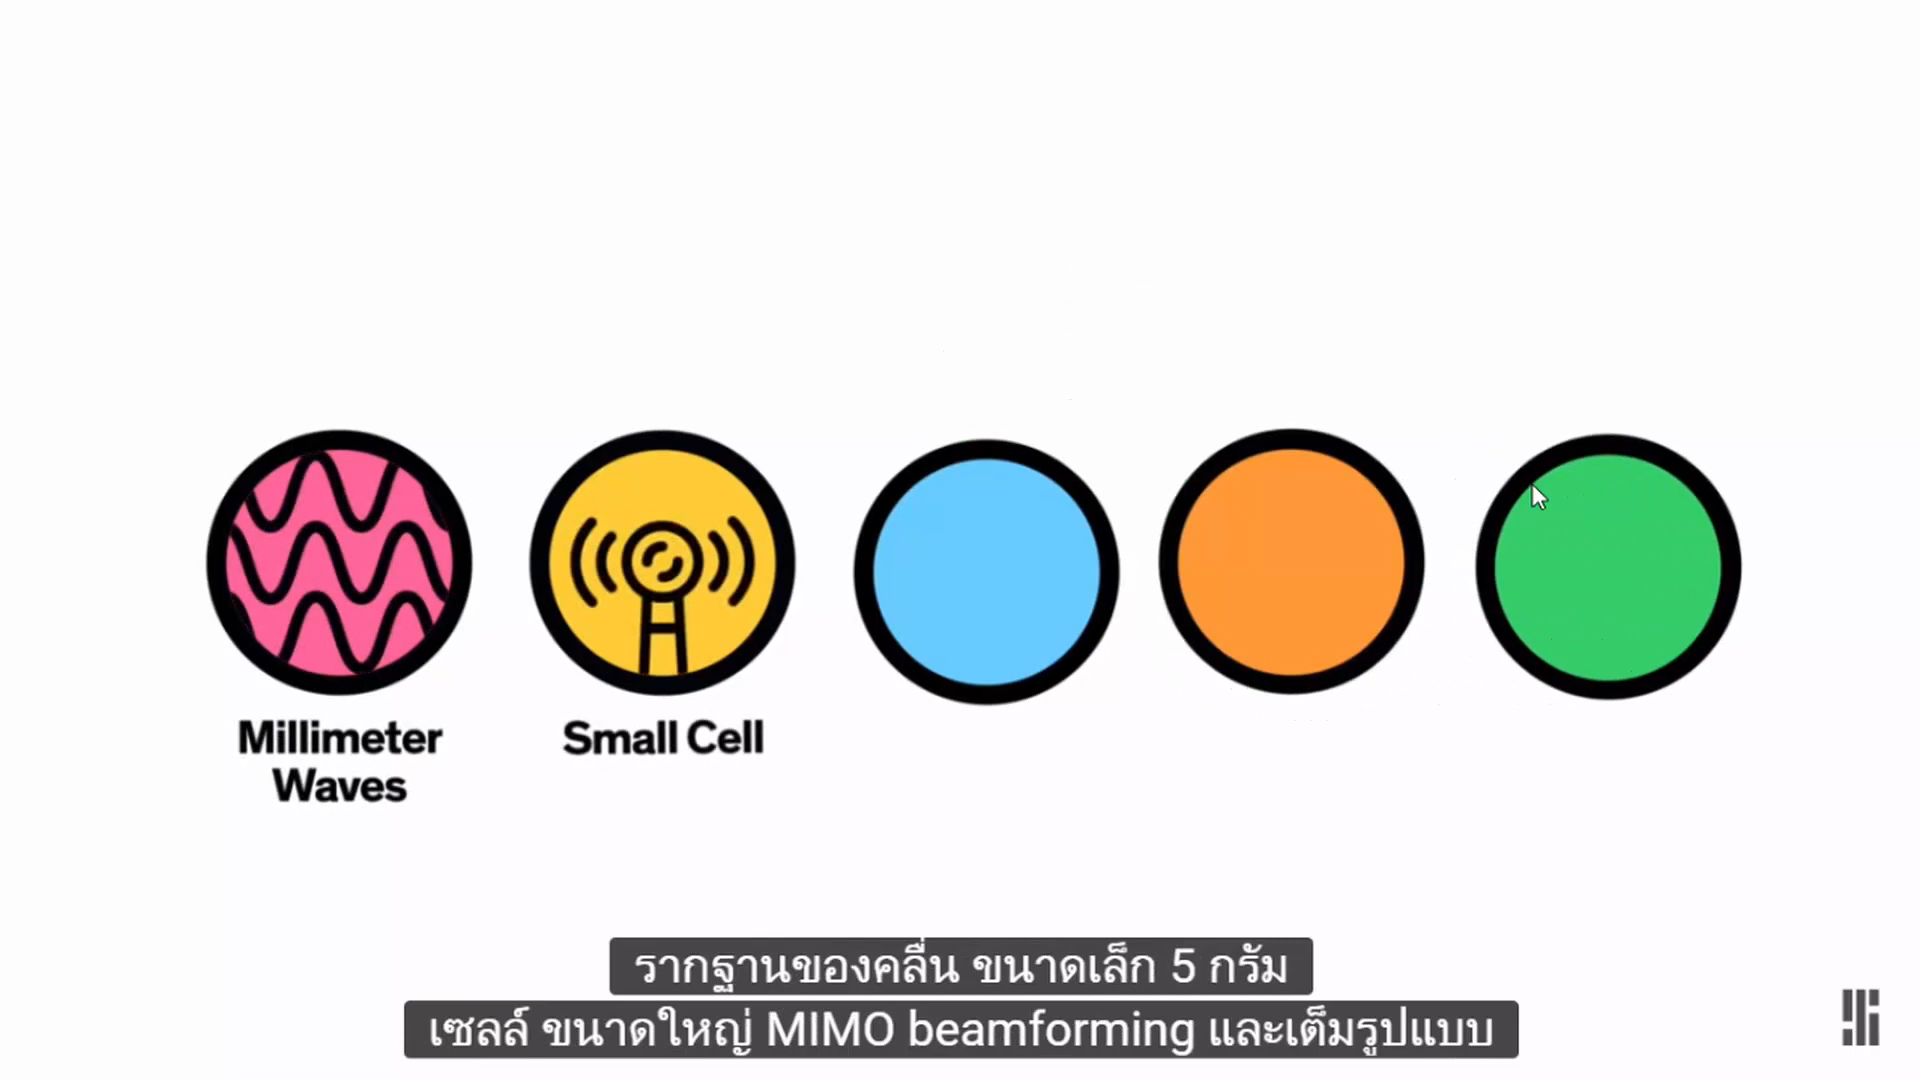 Millimeter
Waves
Small Cell
รากฐานของคลื่น ขนาดเล็ก 5 กรัม
เซลล์ ขนาดใหญ่ MIMO beamforming และเต็มรูปแบบ